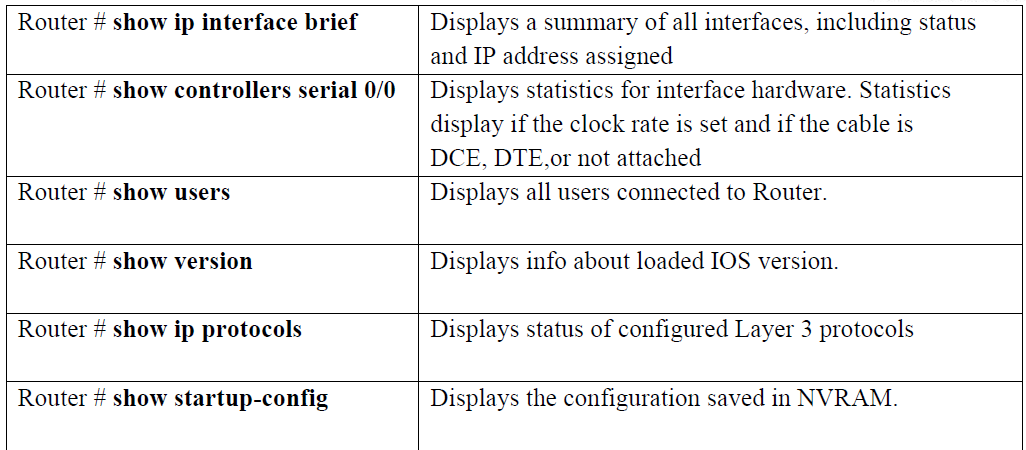 Router # show ip interface brief
Displays a summary of all interfaces, including status
and IP address assigned
Router # show controllers serial 0/0
Displays statistics for interface hardware. Statistics
display if the clock rate is set and if the cable is
DCE, DTE,or not attached
Router # show users
Displays all users connected to Router.
Router # show version
Displays info about loaded IOS version.
Router # show ip protocols
Displays status of configured Layer 3 protocols
Router # show startup-config
Displays the configuration saved in NVRAM.